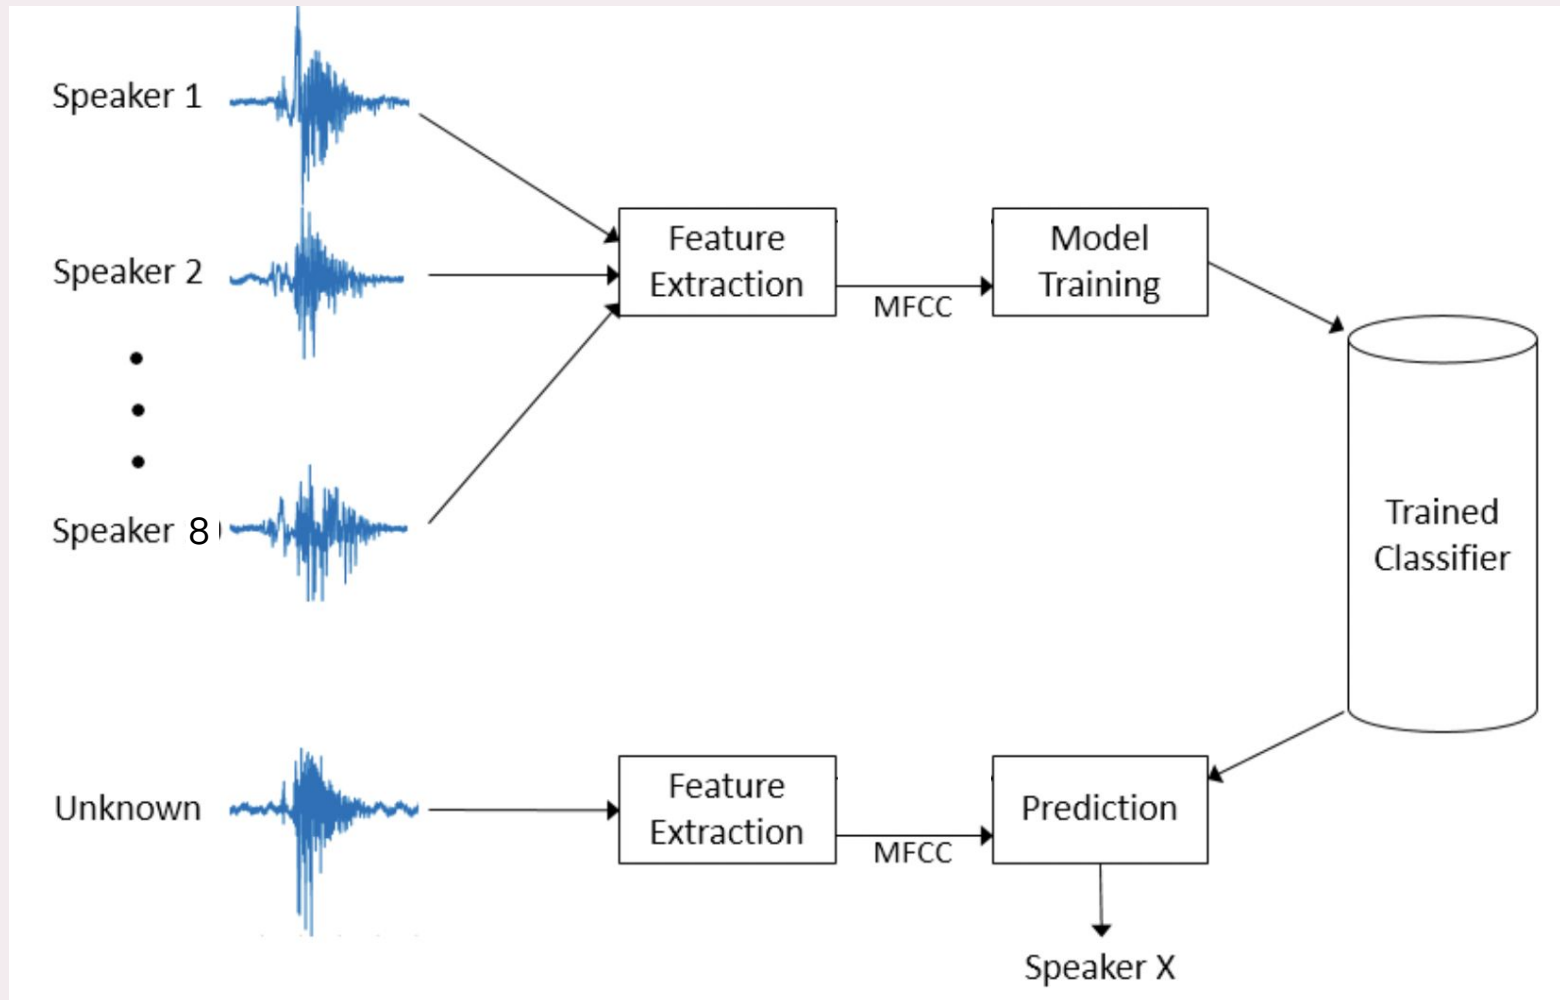 Speaker 1
Speaker 2
Speaker 8
Feature
Extraction
MFCC
Model
Training
Trained
Classifier
Unknown
Feature
Extraction
MFCC
Prediction
Speaker X